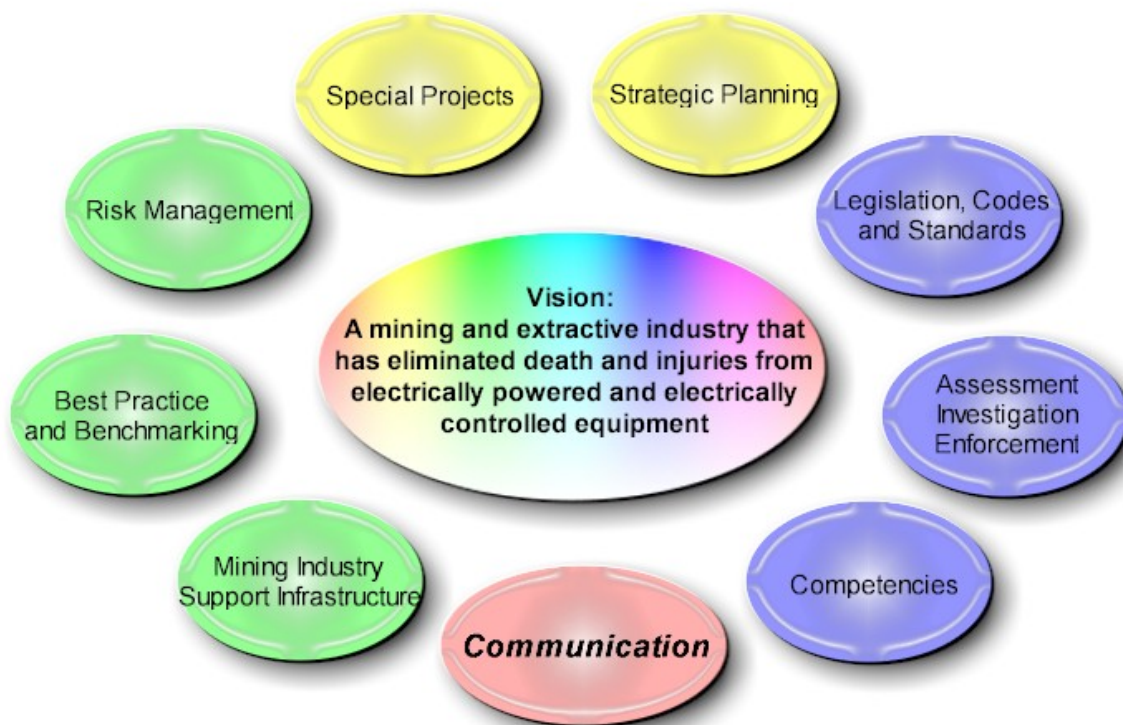 Special Projects
Strategic Planning
Risk Management
Legislation, Codes
and Standards
Vision:
A mining and extractive industry that
has eliminated death and injuries from
electrically powered and electrically
controlled equipment
Best Practice
and Benchmarking
Assessment
Investigation
Enforcement
Mining Industry
Support Infrastructure
Competencies
Communication